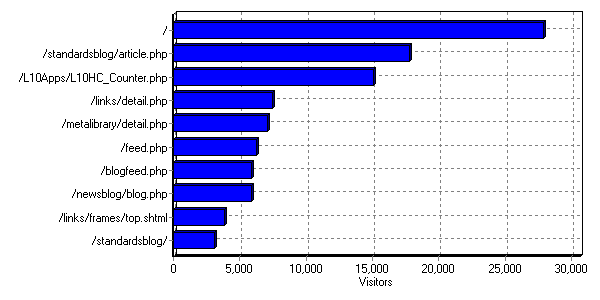 /
/standardsblog/article.php
/L10Apps/L10HC_Counter.php
/links/detail.php
/metalibrary/detail.php
/feed.php
/blogfeed.php
/newsblog/blog.php
/links/frames/top.shtml
/standardsblog/
0 5,000 10,000 15,000 20,000 25,000 30,000
Visitors